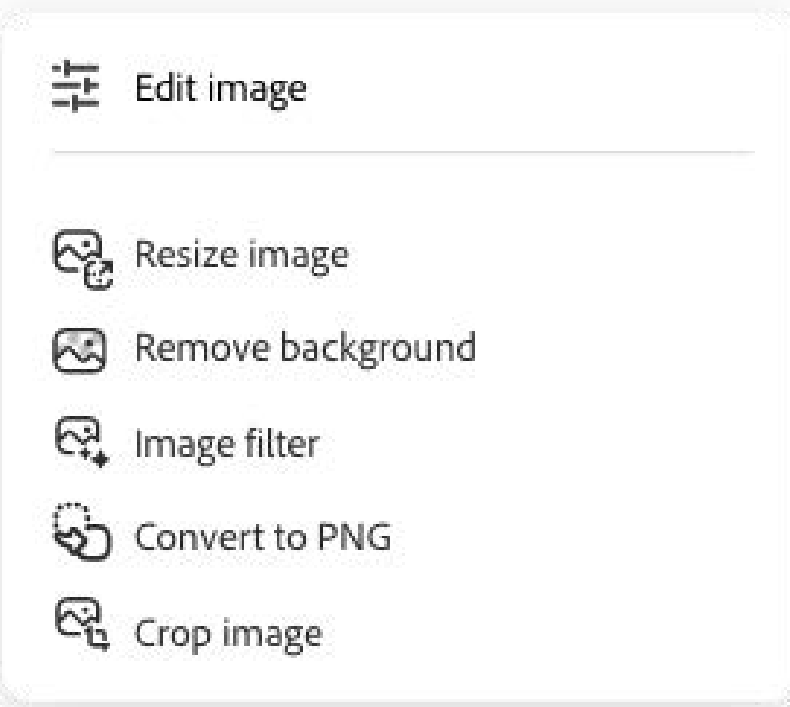 Edit image
Resize image
Remove background
Image filter
Convert to PNG
Crop image